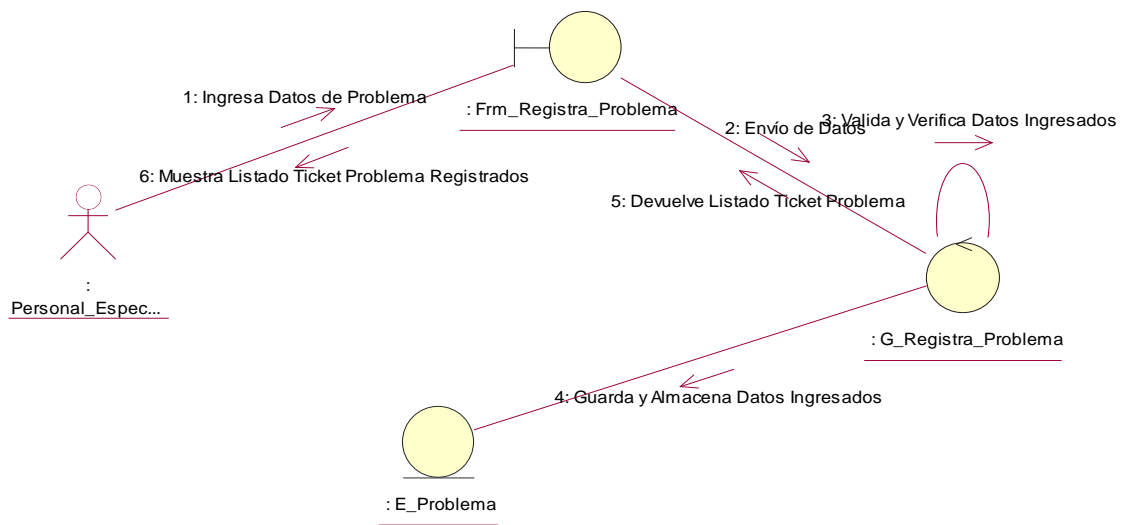 1: Ingresa Datos de Problema
: Frm_Registra_Problema
3: Valida y Verifica Datos Ingresados
2: Envío de Datos
6: Muestra Listado Ticket Problema Registrados
5: Devuelve Listado Ticket Problema
:
Personal_Espec...
: G_Registra_Problema
4: Guarda y Almacena Datos Ingresados
: E_Problema